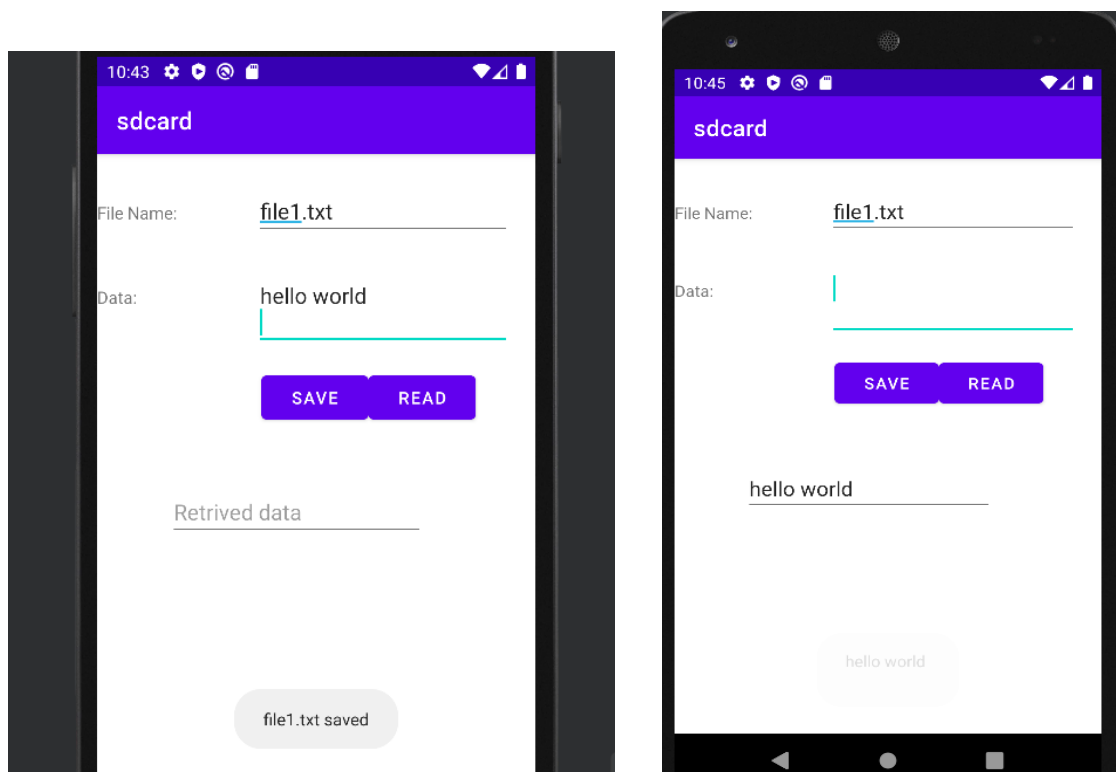 10:43
sdcard
File Name: file1.txt
Data: hello world
SAVE READ
Retrived data
file1.txt saved
10:45
sdcard
File Name: file1.txt
Data:
SAVE READ
hello world
hello world